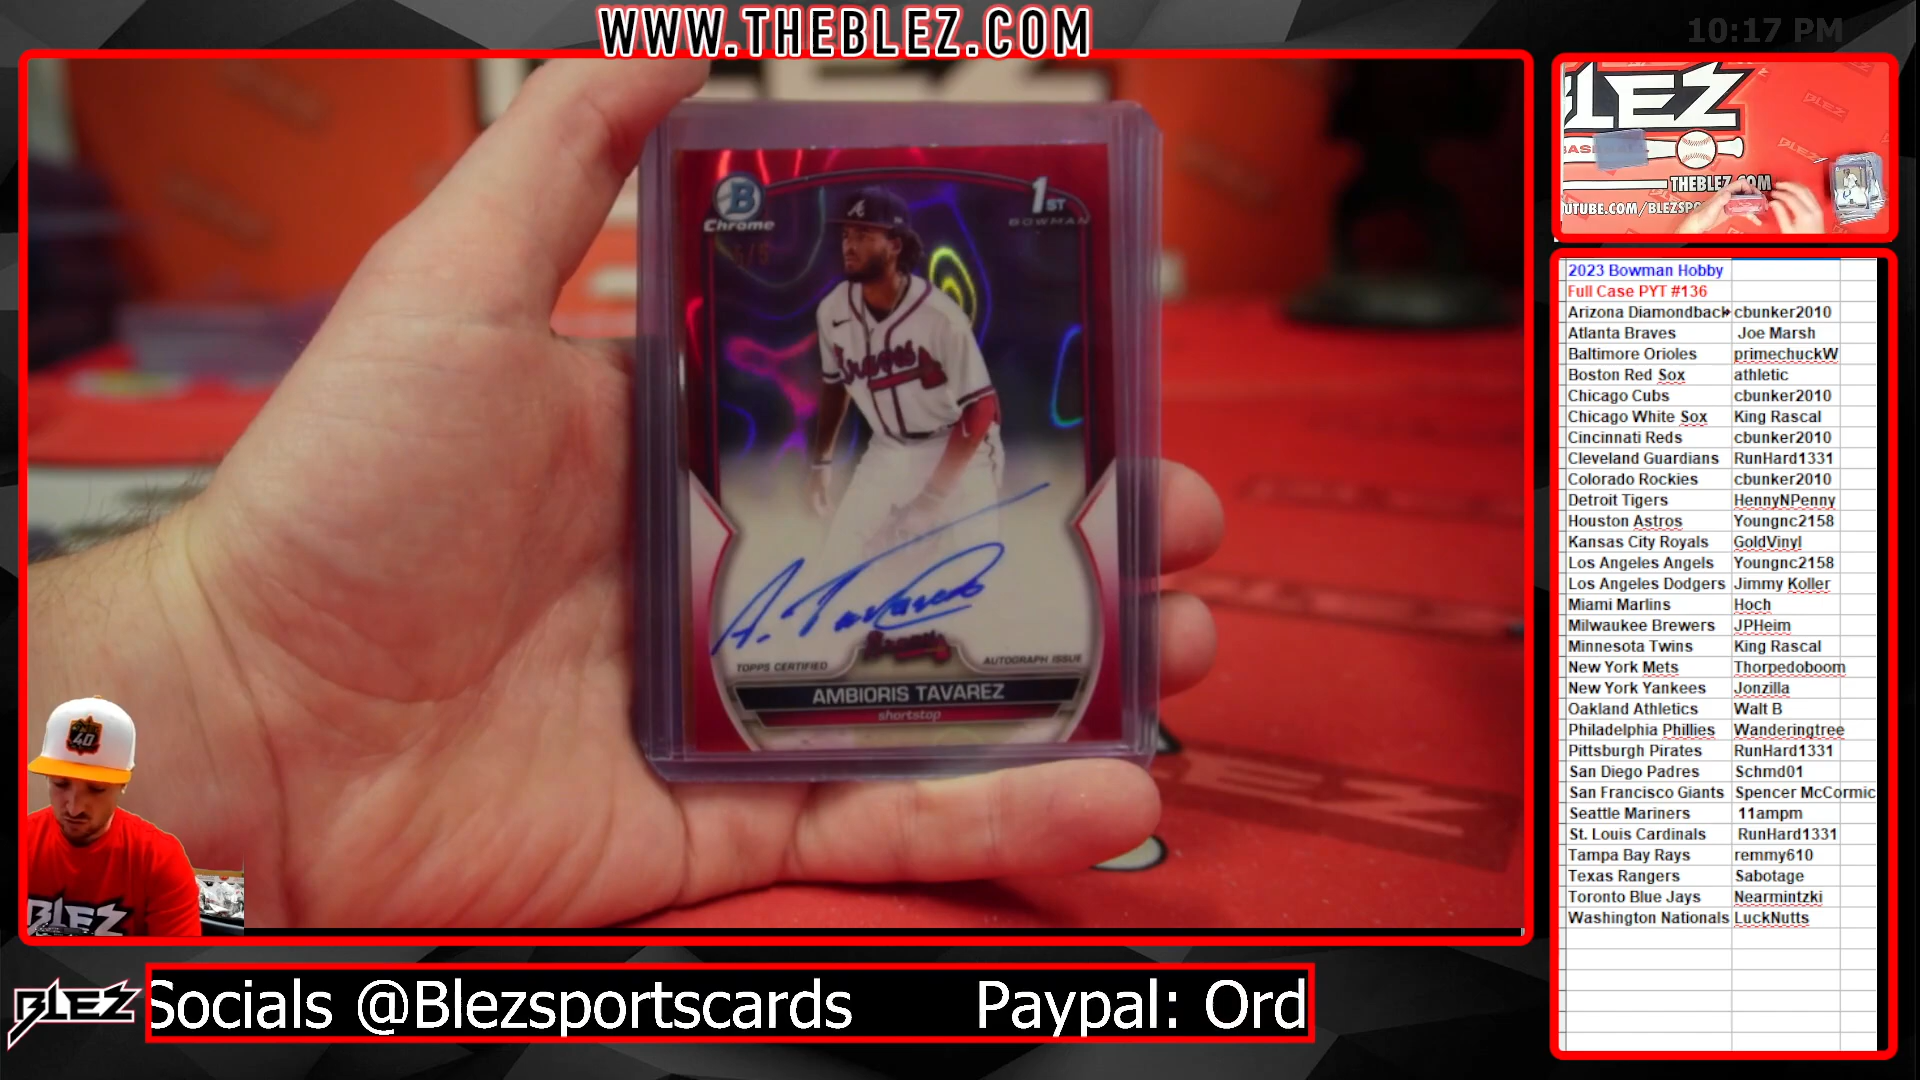 WWW.THEBLEZ.COM
10:17 PM
B
Chrome
1ST
BOWMAN
A
Braves
A. Tavarez
Braves
TOPPS CERTIFIED
AUTOGRAPH ISSUE
AMBIORIS TAVAREZ
shortstop
40
BLEZ
BLEZ
THEBLEZ.COM
UTUBE.COM/BLEZSPO
2023 Bowman Hobby
Full Case PYT #136
Arizona Diamondback cbunker2010
Atlanta Braves Joe Marsh
Baltimore Orioles primechuckW
Boston Red Sox athletic
Chicago Cubs cbunker2010
Chicago White Sox King Rascal
Cincinnati Reds cbunker2010
Cleveland Guardians RunHard1331
Colorado Rockies cbunker2010
Detroit Tigers HennyNPenny
Houston Astros Youngnc2158
Kansas City Royals GoldVinyl
Los Angeles Angels Youngnc2158
Los Angeles Dodgers Jimmy Koller
Miami Marlins Hoch
Milwaukee Brewers JPHeim
Minnesota Twins King Rascal
New York Mets Thorpedoboom
New York Yankees Jonzilla
Oakland Athletics Walt B
Philadelphia Phillies Wanderingtree
Pittsburgh Pirates RunHard1331
San Diego Padres Schmd01
San Francisco Giants Spencer McCormic
Seattle Mariners 11ampm
St. Louis Cardinals RunHard1331
Tampa Bay Rays remmy610
Texas Rangers Sabotage
Toronto Blue Jays Nearmintzki
Washington Nationals LuckNutts
BLEZ
Socials @Blezsportscards Paypal: Ord